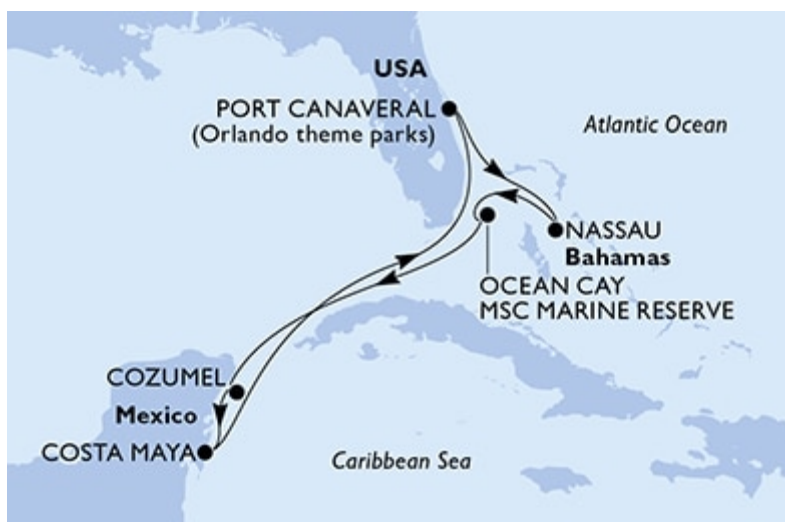 USA
PORT CANAVERAL
(Orlando theme parks)
Atlantic Ocean
NASSAU
Bahamas
OCEAN CAY
MSC MARINE RESERVE
COZUMEL
Mexico
COSTA MAYA
Caribbean Sea